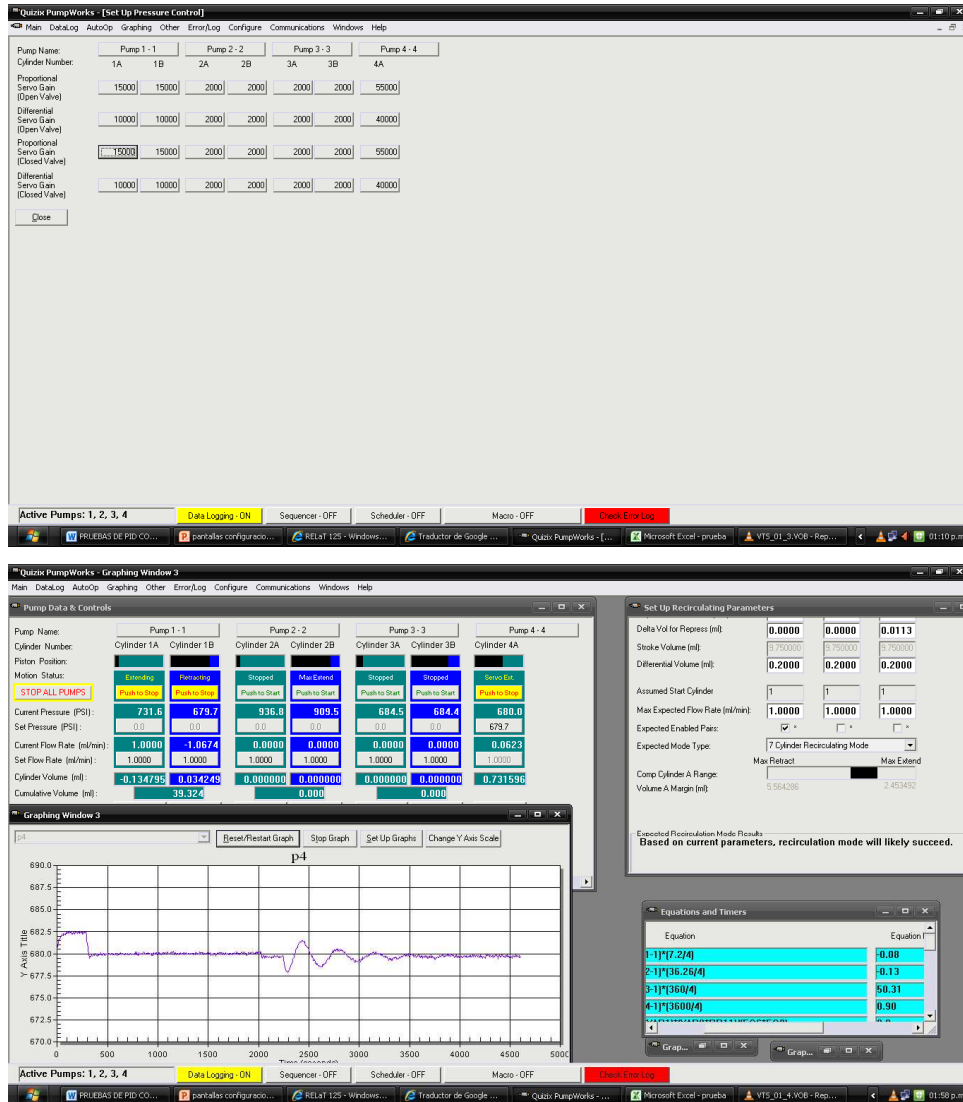 Quizix PumpWorks - [Set Up Pressure Control]
Main DataLog AutoOp Graphing Other Error/Log Configure Communications Windows Help
Pump Name: Pump 1 - 1 Pump 2 - 2 Pump 3 - 3 Pump 4 - 4
Cylinder Number: 1A 1B 2A 2B 3A 3B 4A
Proportional
Servo Gain 15000 15000 2000 2000 2000 2000 55000
(Open Valve)
Differential
Servo Gain 10000 10000 2000 2000 2000 2000 40000
(Open Valve)
Proportional
Servo Gain 15000 15000 2000 2000 2000 2000 55000
(Closed Valve)
Differential
Servo Gain 10000 10000 2000 2000 2000 2000 40000
(Closed Valve)
Close
Active Pumps: 1, 2, 3, 4 Data Logging - ON Sequencer - OFF Scheduler - OFF Macro - OFF Check Error Log
PRUEBAS DE PID CO... pantallas configuracio... RELaT 125 - Windows... Traductor de Google ... Quizix PumpWorks - [... Microsoft Excel - prueba VTS_01_3.VOB - Rep... 01:10 p.m
Quizix PumpWorks - Graphing Window 3
Main DataLog AutoOp Graphing Other Error/Log Configure Communications Windows Help
Pump Data & Controls
Pump Name: Pump 1 - 1 Pump 2 - 2 Pump 3 - 3 Pump 4 - 4
Cylinder Number: Cylinder 1A Cylinder 1B Cylinder 2A Cylinder 2B Cylinder 3A Cylinder 3B Cylinder 4A
Piston Position:
Motion Status: Extending Retracting Stopped Max Extend Stopped Stopped Servo Ext.
STOP ALL PUMPS Push to Stop Push to Stop Push to Start Push to Start Push to Start Push to Start Push to Stop
Current Pressure (PSI) : 731.6 679.7 936.8 909.5 684.5 684.4 680.0
Set Pressure (PSI) : 0.0 0.0 0.0 0.0 0.0 0.0 679.7
Current Flow Rate (ml/min) : 1.0000 -1.0674 0.0000 0.0000 0.0000 0.0000 0.0623
Set Flow Rate (ml/min) : 1.0000 1.0000 1.0000 1.0000 1.0000 1.0000 1.0000
Cylinder Volume (ml) : -0.134795 0.034249 0.000000 0.000000 0.000000 0.000000 0.731596
Cumulative Volume (ml) : 39.324 0.000 0.000
Set Up Recirculating Parameters
Delta Vol for Repress (ml): 0.0000 0.0000 0.0113
Stroke Volume (ml): 9.750000 9.750000 9.750000
Differential Volume (ml): 0.2000 0.2000 0.2000
Assumed Start Cylinder 1 1 1
Max Expected Flow Rate (ml/min): 1.0000 1.0000 1.0000
Expected Enabled Pairs: * * *
Expected Mode Type: 7 Cylinder Recirculating Mode
Max Retract Max Extend
Comp Cylinder A Range:
Volume A Margin (ml): 5.564286 2.453492
Expected Recirculation Mode Results
Based on current parameters, recirculation mode will likely succeed.
Graphing Window 3
p4 Reset/Restart Graph Stop Graph Set Up Graphs Change Y Axis Scale
p4
Y Axis Title
690.0
687.5
685.0
682.5
680.0
677.5
675.0
672.5
670.0
0 500 1000 1500 2000 2500 3000 3500 4000 4500 5000
Time (seconds)
Equations and Timers
Equation Equation
1-1)*(7.2/4) -0.08
2-1)*(36.26/4) -0.13
3-1)*(360/4) 50.31
4-1)*(3600/4) 0.90
Grap... Grap...
Active Pumps: 1, 2, 3, 4 Data Logging - ON Sequencer - OFF Scheduler - OFF Macro - OFF Check Error Log
PRUEBAS DE PID CO... pantallas configuracio... RELaT 125 - Windows... Traductor de Google ... Quizix PumpWorks - ... Microsoft Excel - prueba VTS_01_4.VOB - Rep... 01:58 p.m